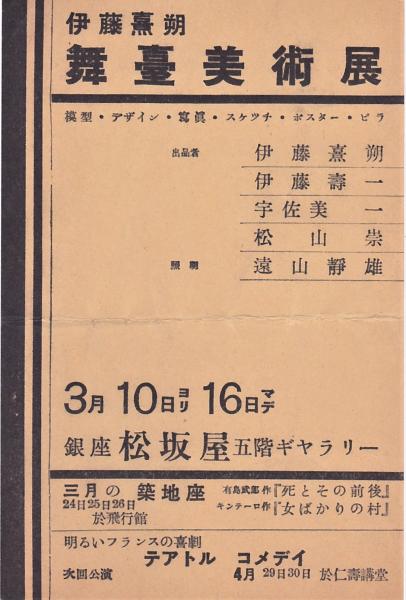 伊藤熹朔
舞臺美術展
模型・デザイン・寫眞・スケツチ・ポスター・ビラ
出品者 伊藤熹朔
伊藤壽一
宇佐美一
松山崇
照明 遠山靜雄
3月10日ヨリ16日マデ
銀座 松坂屋 五階ギヤラリー
三月の築地座 有島武郎作『死とその前後』
24日25日26日 キンテーロ作『女ばかりの村』
於飛行館
明るいフランスの喜劇
テアトル コメデイ
次回公演 4月29日30日 於仁壽講堂